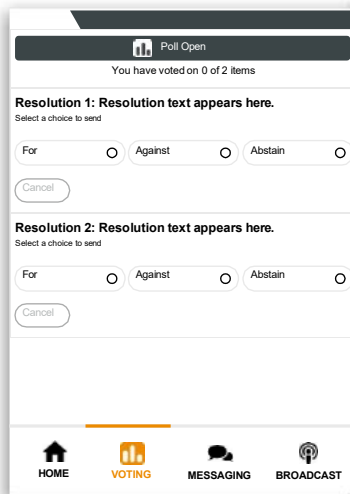 Poll Open
You have voted on 0 of 2 items
Resolution 1: Resolution text appears here.
Select a choice to send
For Against Abstain
Cancel
Resolution 2: Resolution text appears here.
Select a choice to send
For Against Abstain
Cancel
HOME VOTING MESSAGING BROADCAST